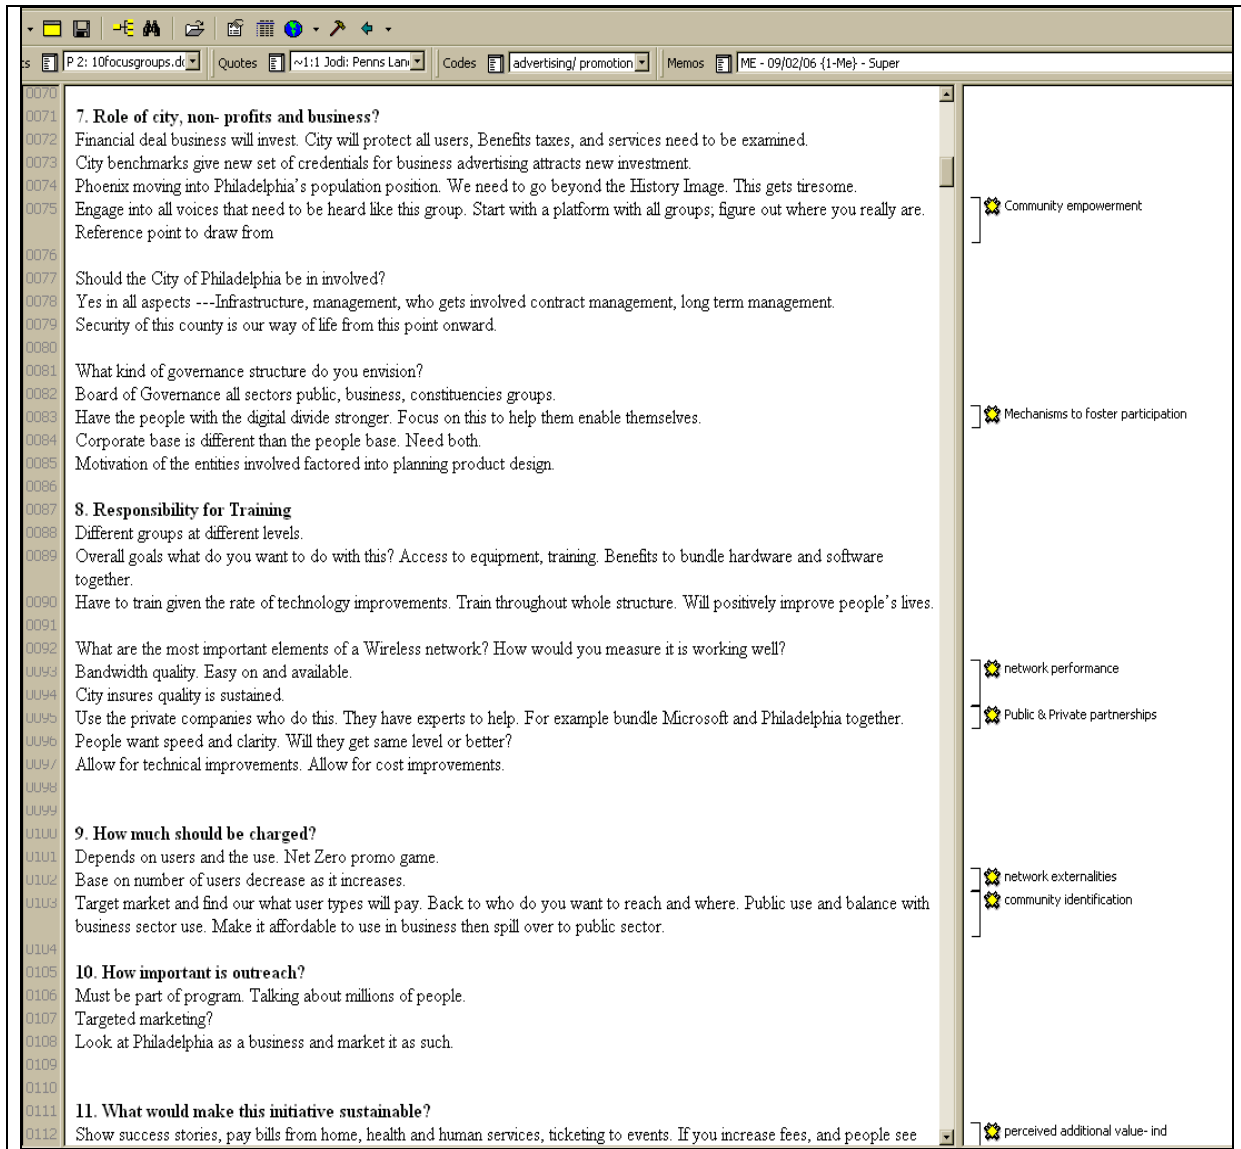 s P 2: 10focusgroups.dc Quotes ~1:1 Jodi: Penns Lan Codes advertising/ promotion Memos ME - 09/02/06 {1-Me} - Super
0070
0071 7. Role of city, non- profits and business?
0072 Financial deal business will invest. City will protect all users, Benefits taxes, and services need to be examined.
0073 City benchmarks give new set of credentials for business advertising attracts new investment.
0074 Phoenix moving into Philadelphia's population position. We need to go beyond the History Image. This gets tiresome.
0075 Engage into all voices that need to be heard like this group. Start with a platform with all groups; figure out where you really are. Community empowerment
Reference point to draw from
0076
0077 Should the City of Philadelphia be in involved?
0078 Yes in all aspects ---Infrastructure, management, who gets involved contract management, long term management.
0079 Security of this county is our way of life from this point onward.
0080
0081 What kind of governance structure do you envision?
0082 Board of Governance all sectors public, business, constituencies groups.
0083 Have the people with the digital divide stronger. Focus on this to help them enable themselves. Mechanisms to foster participation
0084 Corporate base is different than the people base. Need both.
0085 Motivation of the entities involved factored into planning product design.
0086
0087 8. Responsibility for Training
0088 Different groups at different levels.
0089 Overall goals what do you want to do with this? Access to equipment, training. Benefits to bundle hardware and software
together.
0090 Have to train given the rate of technology improvements. Train throughout whole structure. Will positively improve people's lives.
0091
0092 What are the most important elements of a Wireless network? How would you measure it is working well?
0093 Bandwidth quality. Easy on and available. network performance
0094 City insures quality is sustained.
0095 Use the private companies who do this. They have experts to help. For example bundle Microsoft and Philadelphia together. Public & Private partnerships
0096 People want speed and clarity. Will they get same level or better?
0097 Allow for technical improvements. Allow for cost improvements.
0098
0099
0100 9. How much should be charged?
0101 Depends on users and the use. Net Zero promo game.
0102 Base on number of users decrease as it increases. network externalities
0103 Target market and find our what user types will pay. Back to who do you want to reach and where. Public use and balance with community identification
business sector use. Make it affordable to use in business then spill over to public sector.
0104
0105 10. How important is outreach?
0106 Must be part of program. Talking about millions of people.
0107 Targeted marketing?
0108 Look at Philadelphia as a business and market it as such.
0109
0110
0111 11. What would make this initiative sustainable?
0112 Show success stories, pay bills from home, health and human services, ticketing to events. If you increase fees, and people see perceived additional value- ind